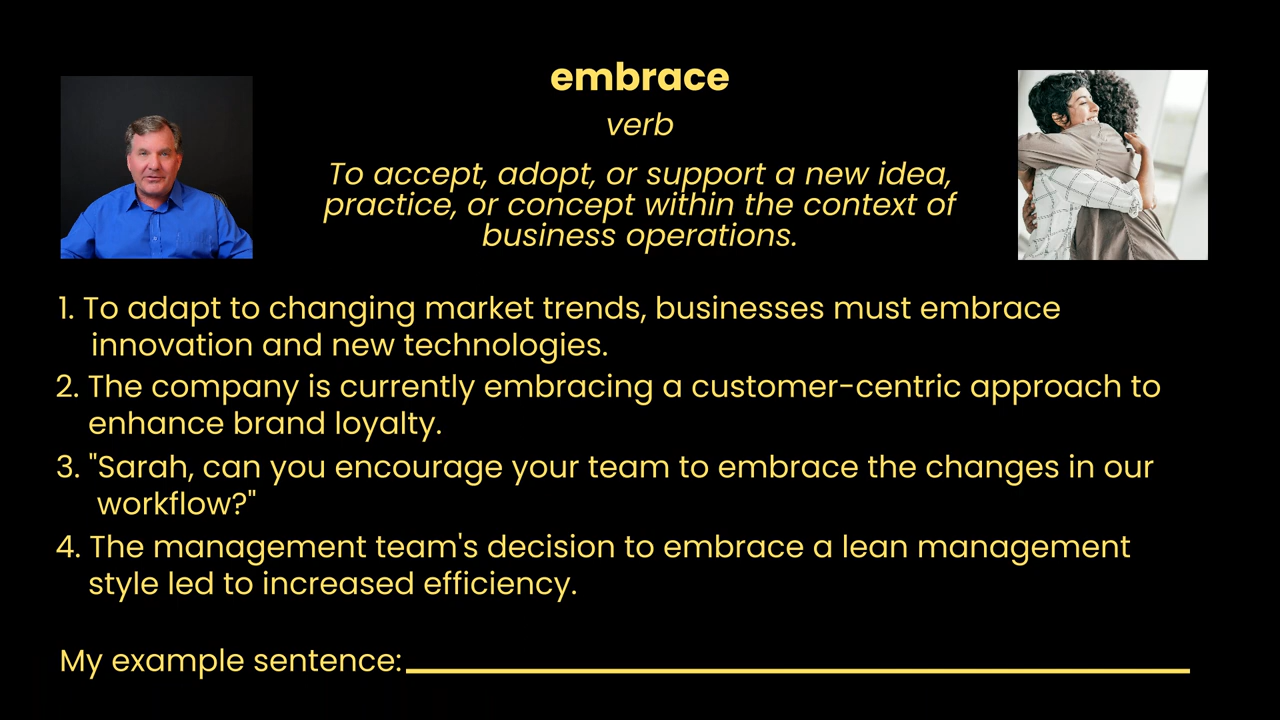 embrace
verb
To accept, adopt, or support a new idea,
practice, or concept within the context of
business operations.
1. To adapt to changing market trends, businesses must embrace
innovation and new technologies.
2. The company is currently embracing a customer-centric approach to
enhance brand loyalty.
3. "Sarah, can you encourage your team to embrace the changes in our
workflow?"
4. The management team's decision to embrace a lean management
style led to increased efficiency.
My example sentence: